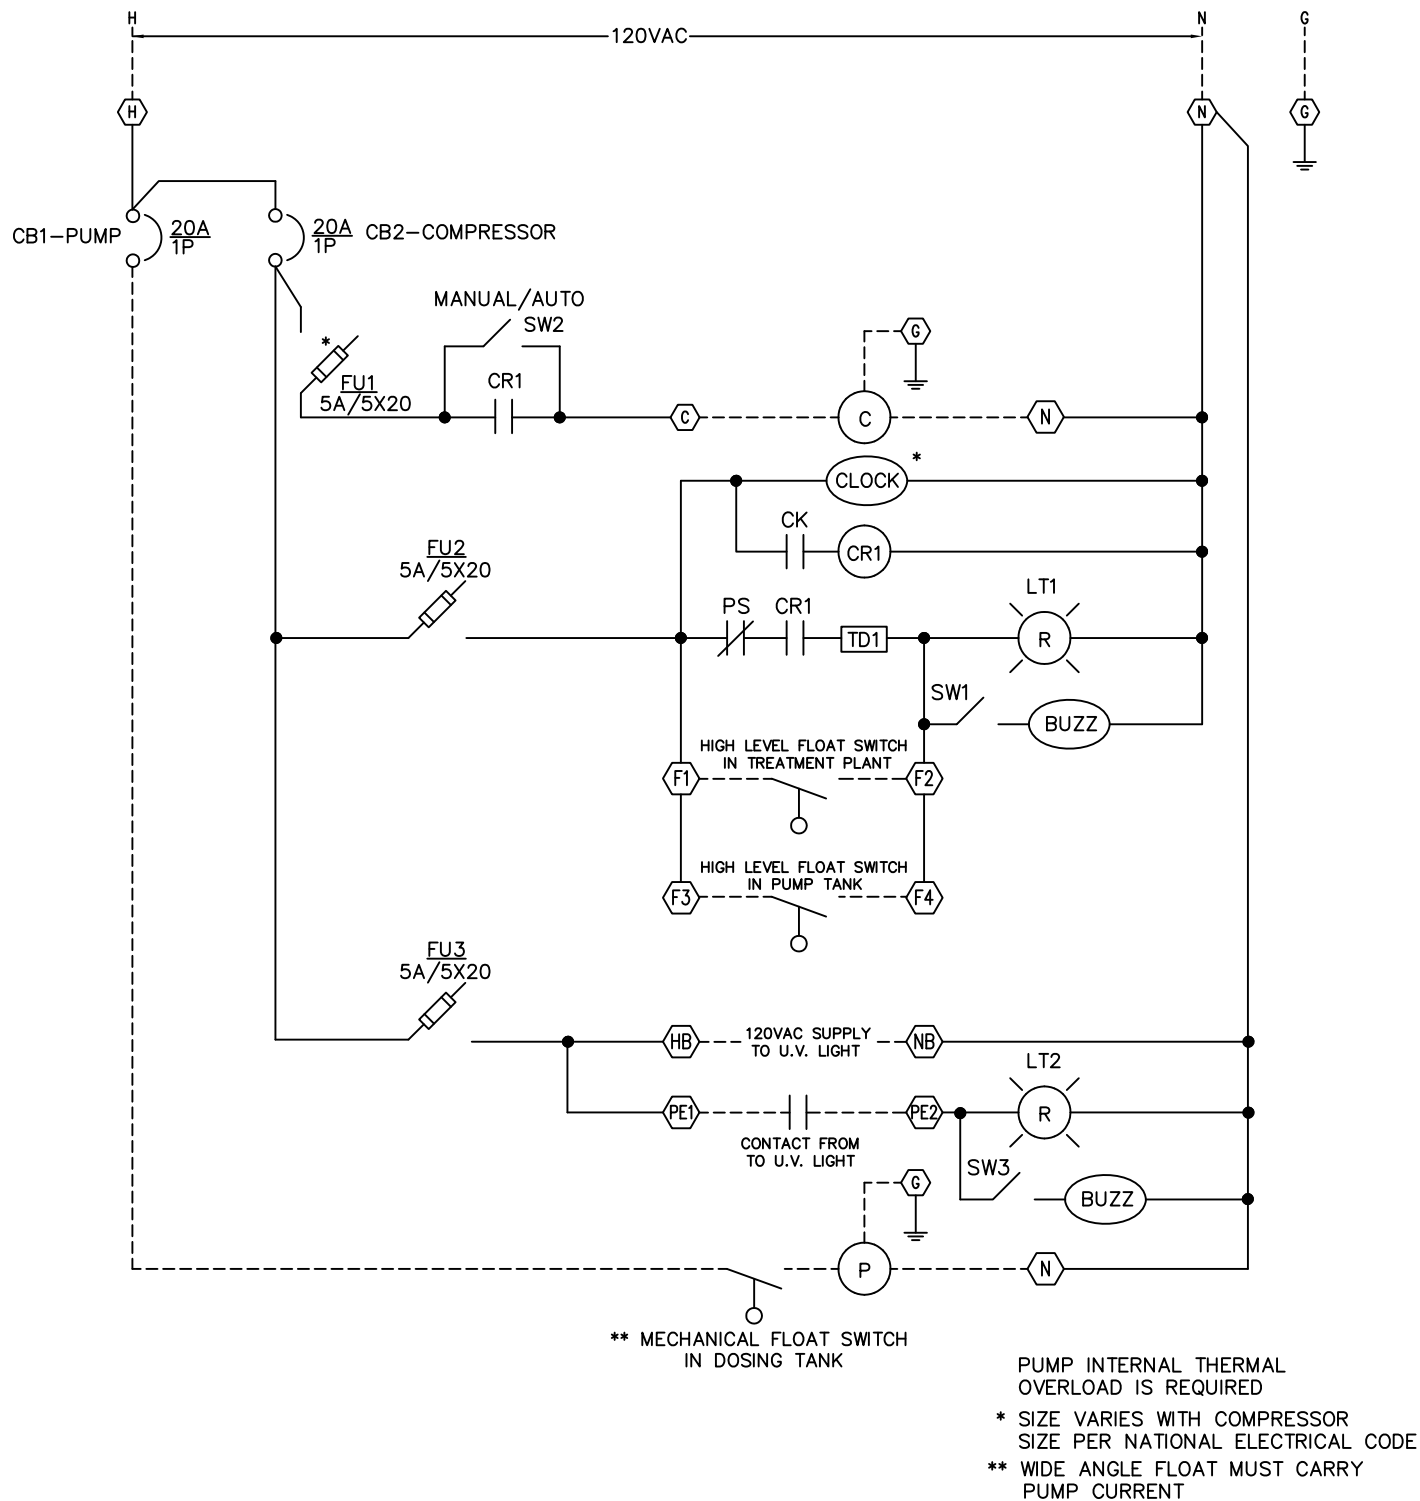 H
N
G
120VAC
H
N
G
CB1-PUMP
20A
1P
20A
1P
CB2-COMPRESSOR
MANUAL/AUTO
SW2
G
*
FU1
5A/5X20
CR1
C
C
N
CLOCK
*
CK
CR1
FU2
5A/5X20
LT1
PS
CR1
TD1
R
SW1
BUZZ
HIGH LEVEL FLOAT SWITCH
IN TREATMENT PLANT
F1
F2
HIGH LEVEL FLOAT SWITCH
IN PUMP TANK
F3
F4
FU3
5A/5X20
HB
120VAC SUPPLY
TO U.V. LIGHT
NB
LT2
PE1
PE2
R
CONTACT FROM
TO U.V. LIGHT
SW3
G
BUZZ
P
N
** MECHANICAL FLOAT SWITCH
IN DOSING TANK
PUMP INTERNAL THERMAL
OVERLOAD IS REQUIRED
* SIZE VARIES WITH COMPRESSOR
SIZE PER NATIONAL ELECTRICAL CODE
** WIDE ANGLE FLOAT MUST CARRY
PUMP CURRENT